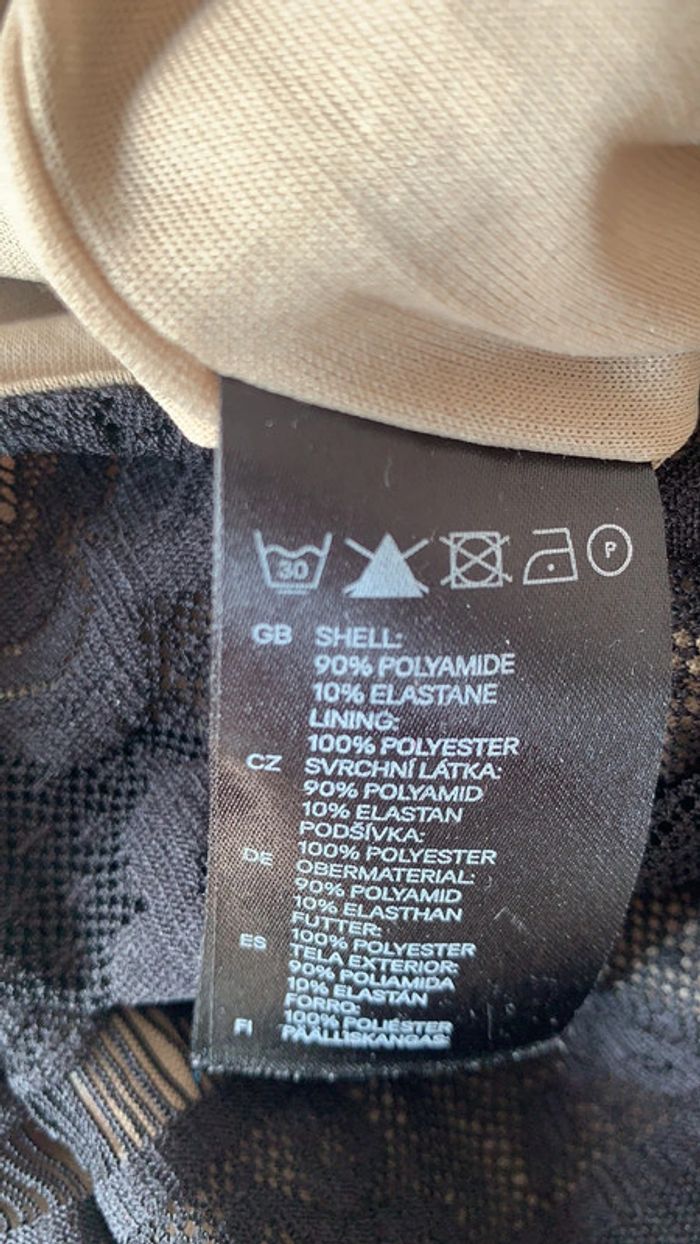 30
P
GB SHELL:
90% POLYAMIDE
10% ELASTANE
LINING:
100% POLYESTER
CZ SVRCHNÍ LÁTKA:
90% POLYAMID
10% ELASTAN
PODŠÍVKA:
100% POLYESTER
DE OBERMATERIAL:
90% POLYAMID
10% ELASTHAN
FUTTER:
100% POLYESTER
ES TELA EXTERIOR:
90% POLIAMIDA
10% ELASTÁN
FORRO:
100% POLIÉSTER
FI PÄÄLLISKANGAS: